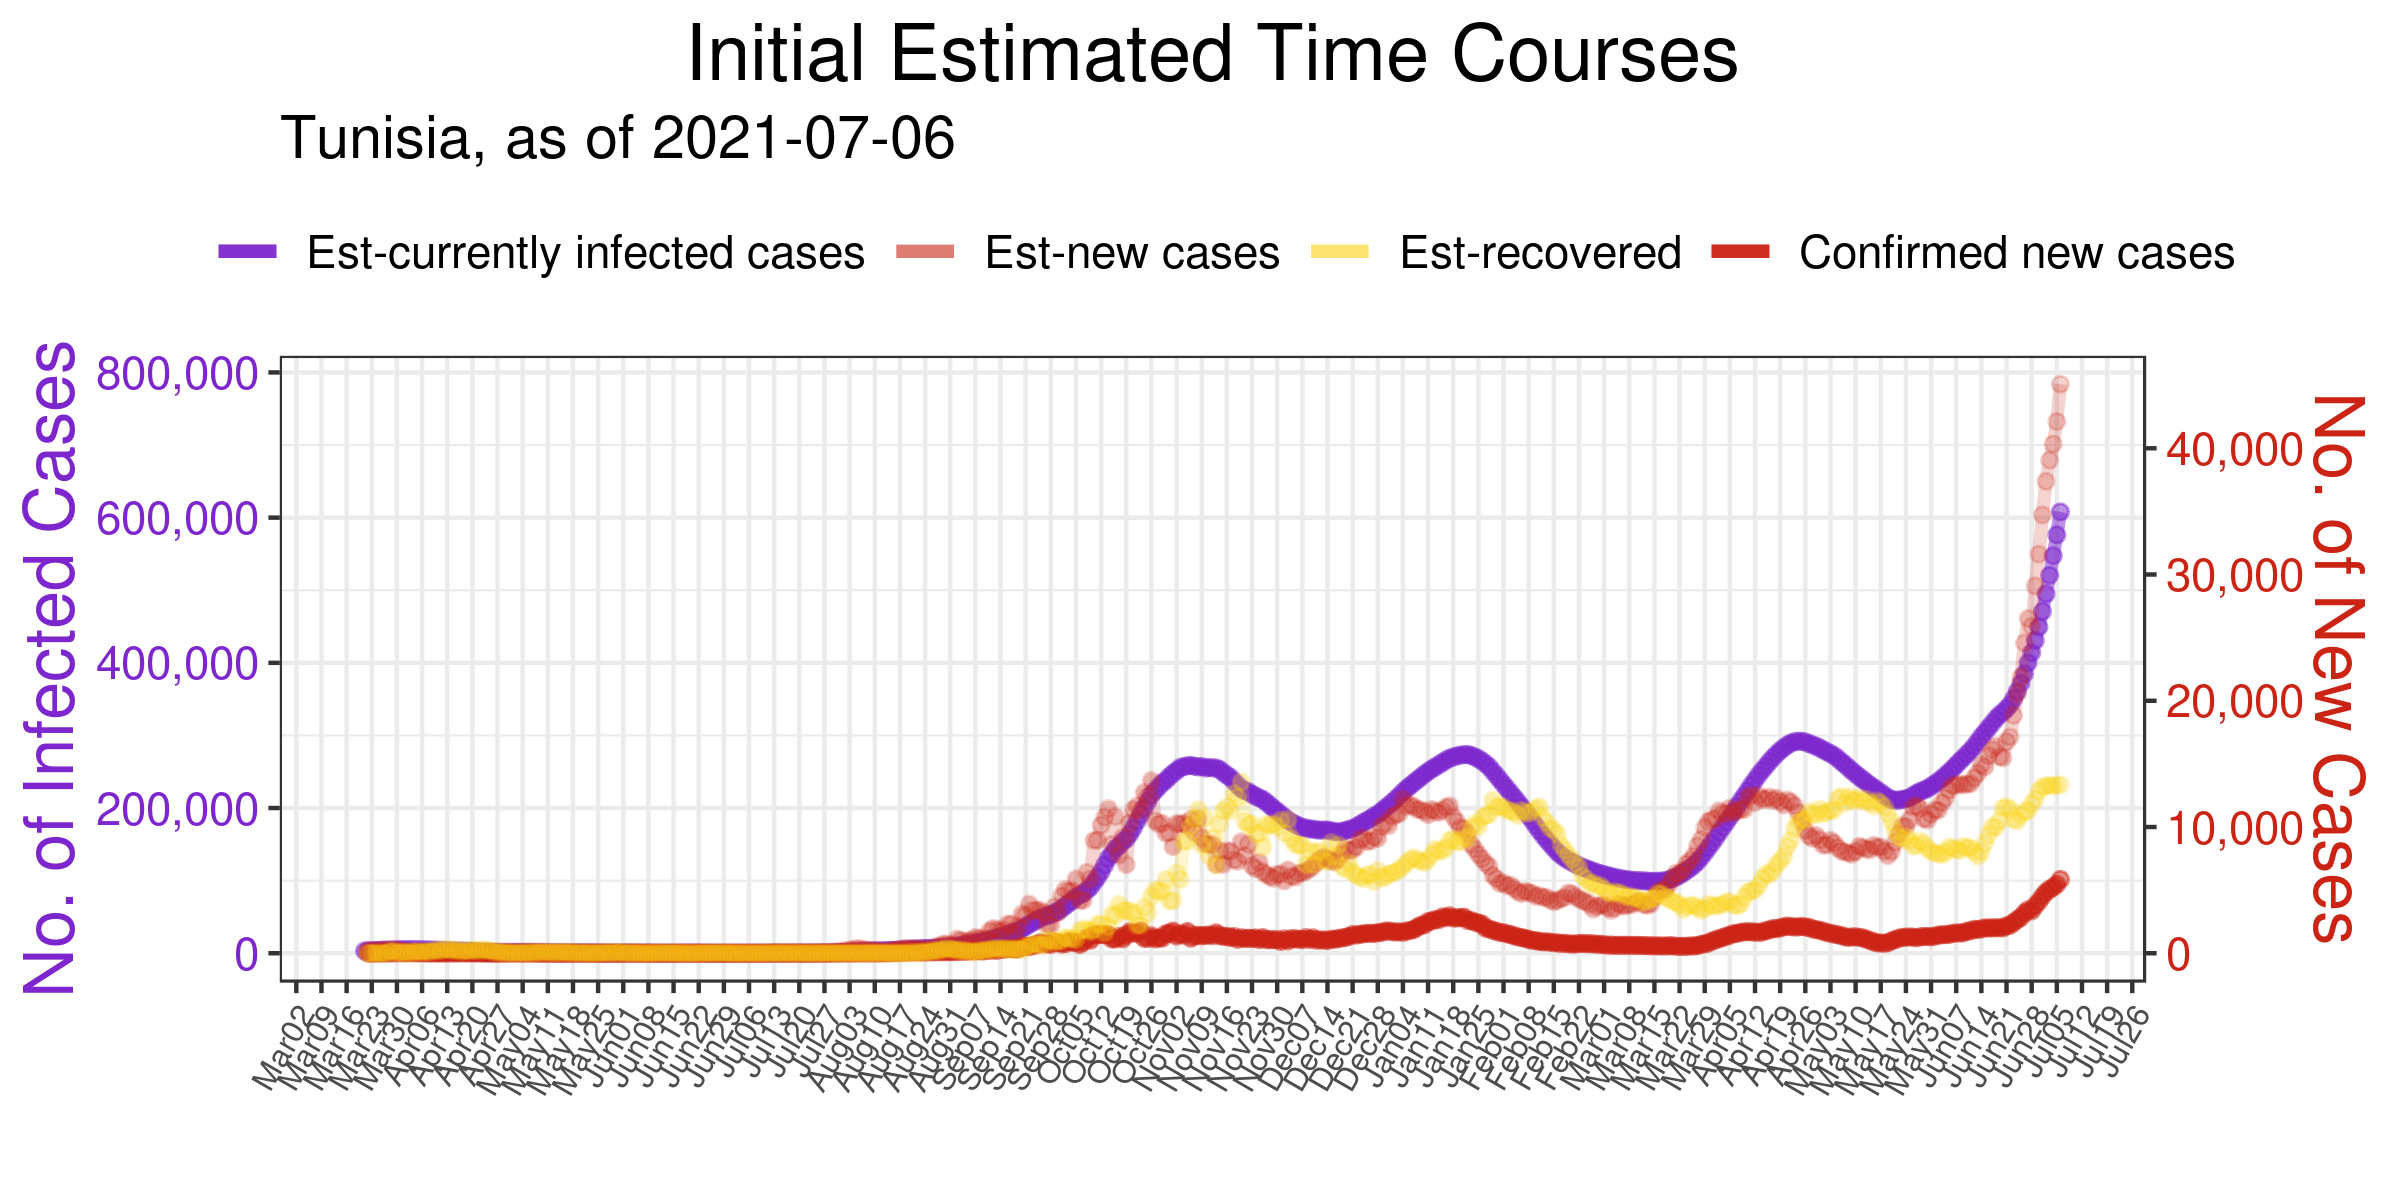 Initial Estimated Time Courses
Tunisia, as of 2021-07-06
Est-currently infected cases Est-new cases Est-recovered Confirmed new cases
No. of Infected Cases
800,000
600,000
400,000
200,000
0
40,000
30,000
20,000
10,000
0
No. of New Cases
Mar02 Mar09 Mar16 Mar23 Mar30 Apr06 Apr13 Apr20 Apr27 May04 May11 May18 May25 Jun01 Jun08 Jun15 Jun22 Jun29 Jul06 Jul13 Jul20 Jul27 Aug03 Aug10 Aug17 Aug24 Aug31 Sep07 Sep14 Sep21 Sep28 Oct05 Oct12 Oct19 Oct26 Nov02 Nov09 Nov16 Nov23 Nov30 Dec07 Dec14 Dec21 Dec28 Jan04 Jan11 Jan18 Jan25 Feb01 Feb08 Feb15 Feb22 Mar01 Mar08 Mar15 Mar22 Mar29 Apr05 Apr12 Apr19 Apr26 May03 May10 May17 May24 May31 Jun07 Jun14 Jun21 Jun28 Jul05 Jul12 Jul19 Jul26